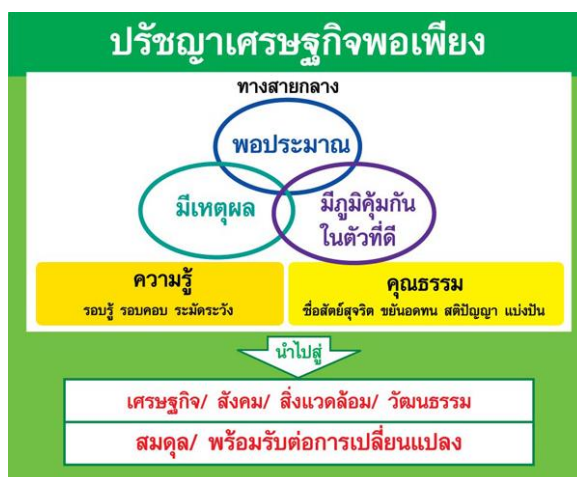 ปรัชญาเศรษฐกิจพอเพียง
ทางสายกลาง
พอประมาณ
มีเหตุผล
มีภูมิคุ้มกัน
ในตัวที่ดี
ความรู้
รอบรู้ รอบคอบ ระมัดระวัง
คุณธรรม
ซื่อสัตย์สุจริต ขยันอดทน สติปัญญา แบ่งปัน
นำไปสู่
เศรษฐกิจ/ สังคม/ สิ่งแวดล้อม/ วัฒนธรรม
สมดุล/ พร้อมรับต่อการเปลี่ยนแปลง